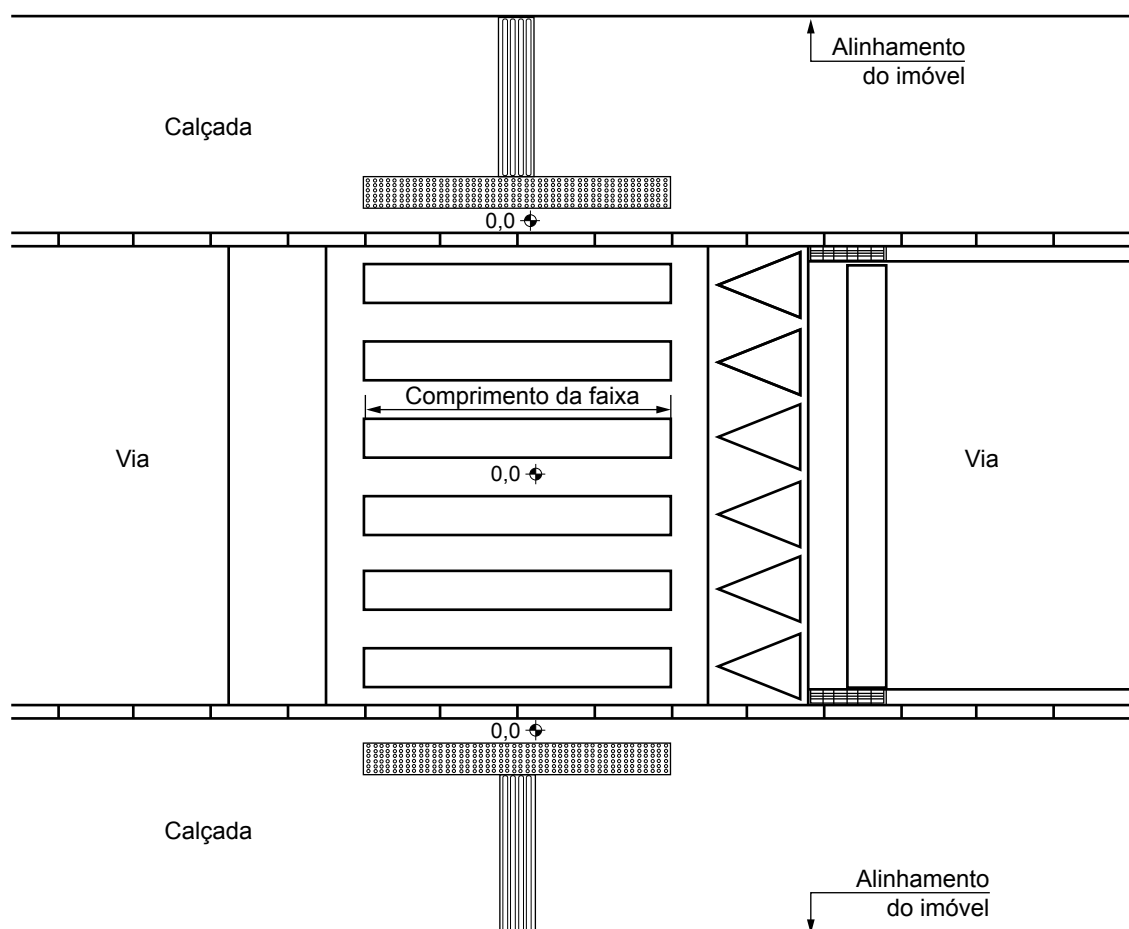 Alinhamento
do imóvel
Calçada
0,0
Comprimento da faixa
Via
Via
0,0
0,0
Calçada
Alinhamento
do imóvel